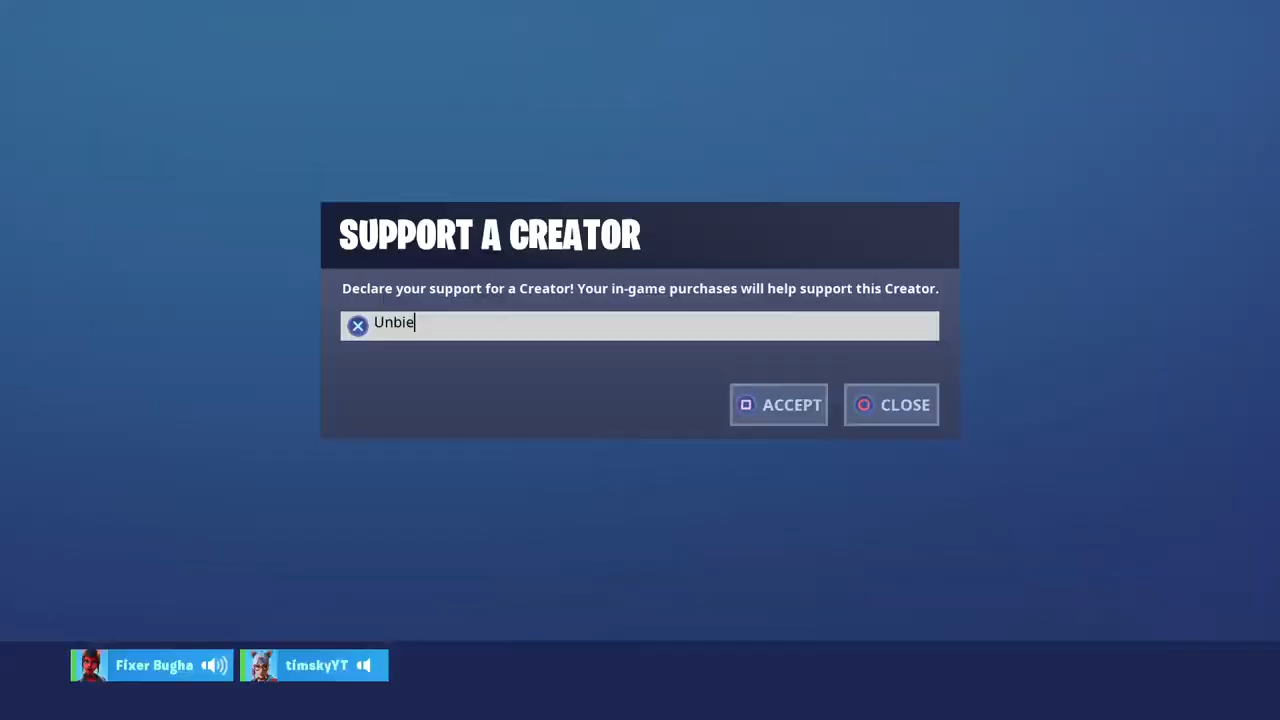 SUPPORT A CREATOR
Declare your support for a Creator! Your in-game purchases will help support this Creator.
Unbie
ACCEPT CLOSE
Fixer Bugha timskyYT